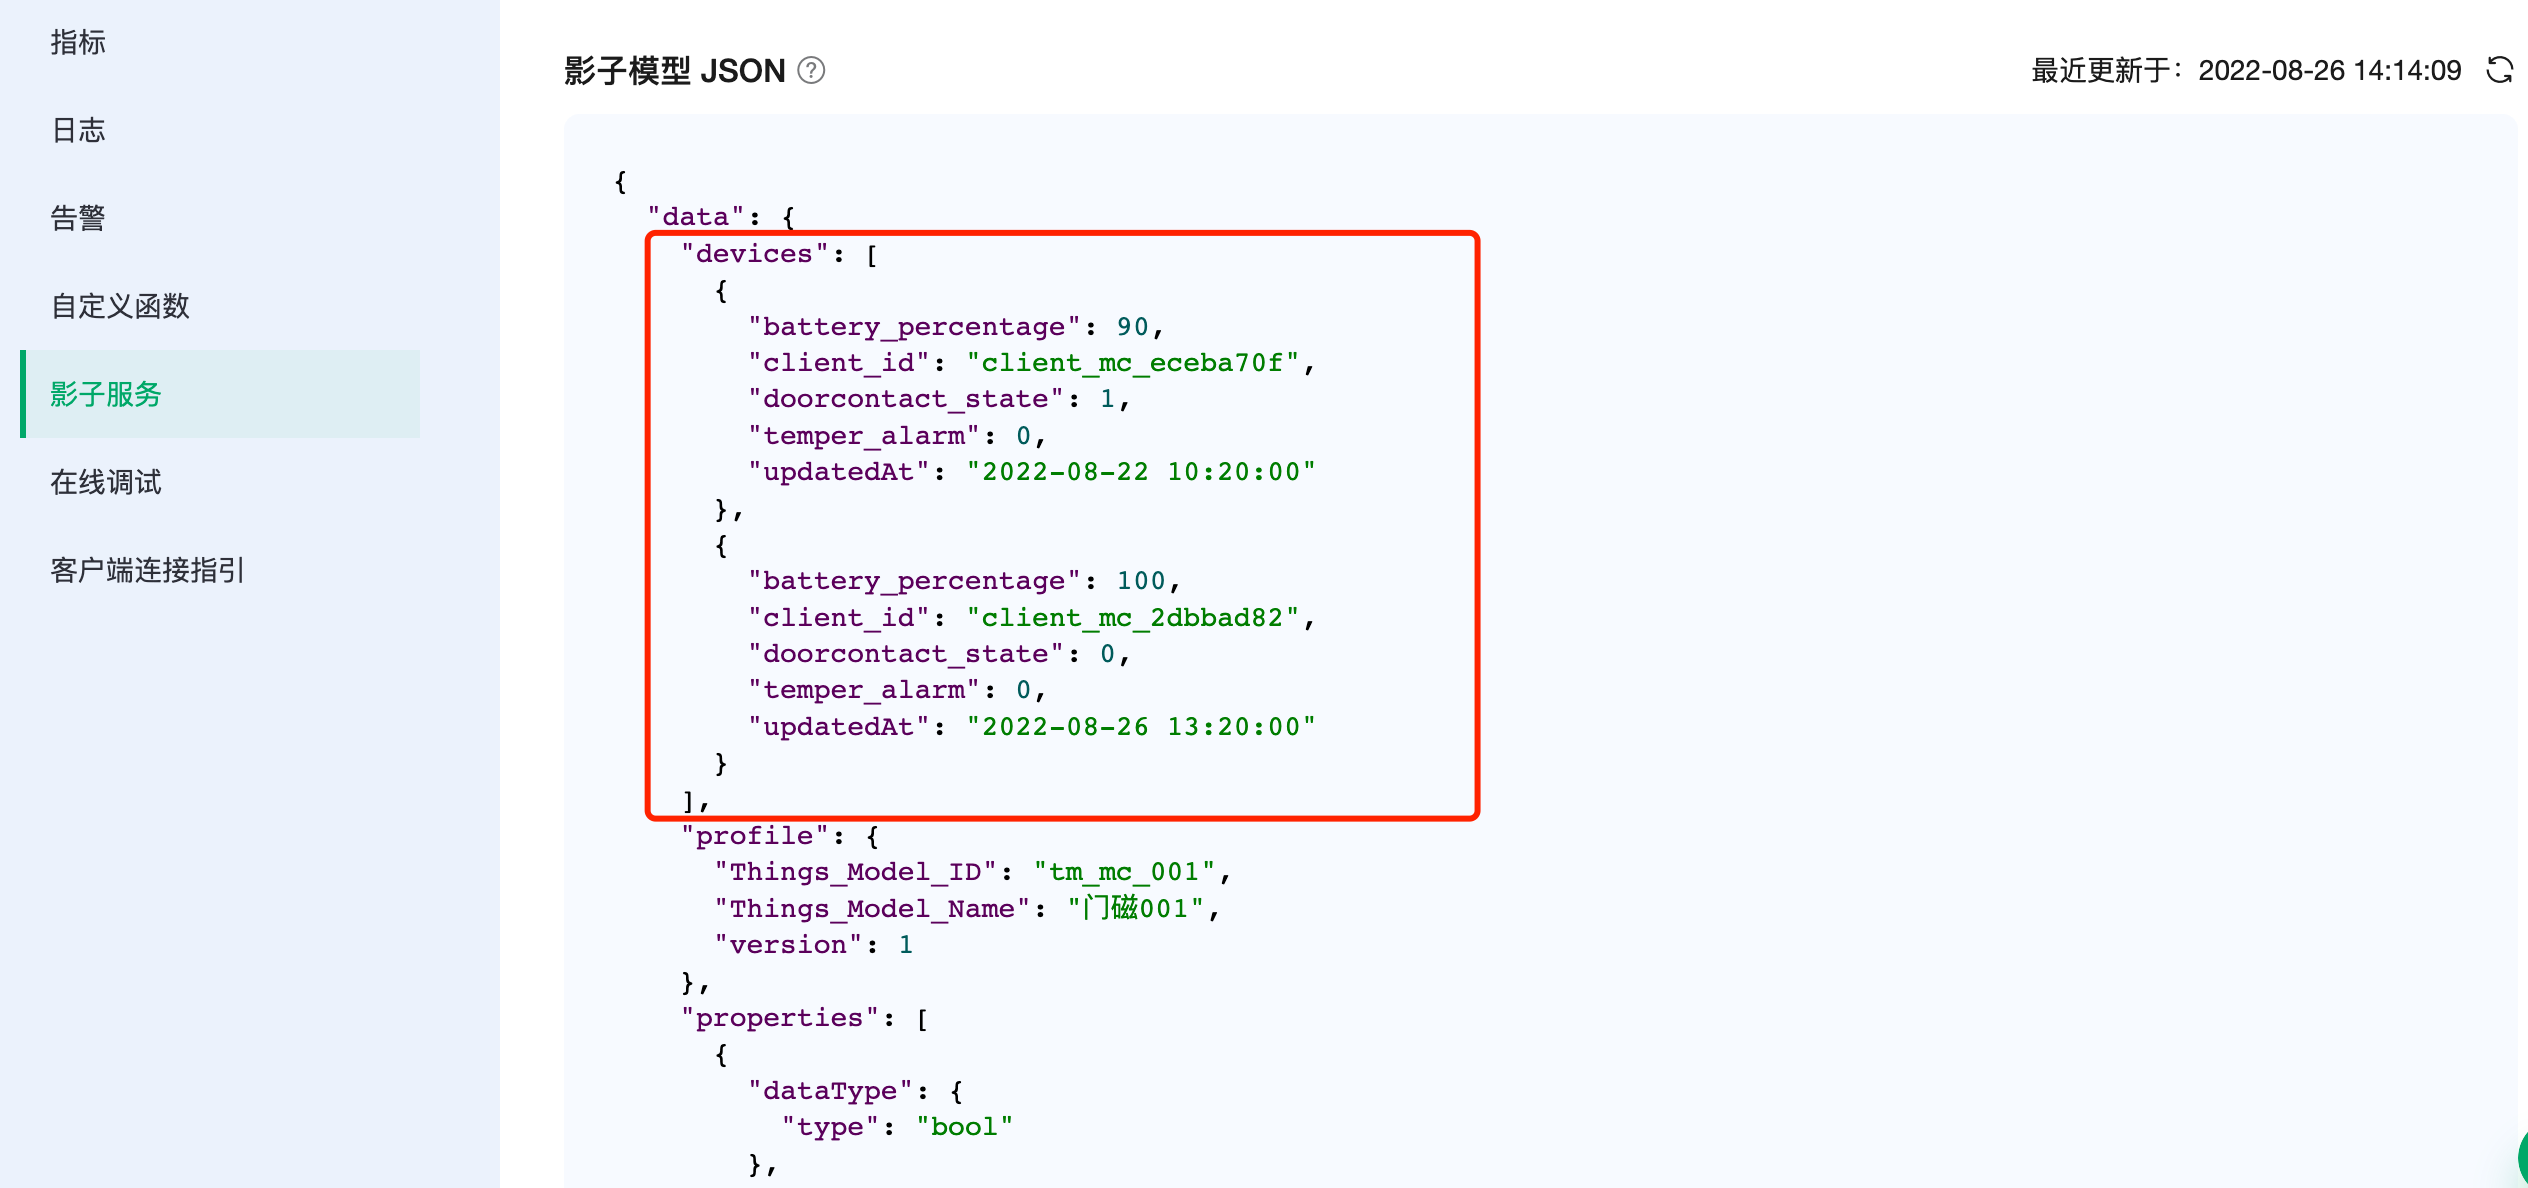 指标
日志
告警
自定义函数
影子服务
在线调试
客户端连接指引
影子模型 JSON ?
最近更新于：2022-08-26 14:14:09
{
"data": {
"devices": [
{
"battery_percentage": 90,
"client_id": "client_mc_eceba70f",
"doorcontact_state": 1,
"temper_alarm": 0,
"updatedAt": "2022-08-22 10:20:00"
},
{
"battery_percentage": 100,
"client_id": "client_mc_2dbbad82",
"doorcontact_state": 0,
"temper_alarm": 0,
"updatedAt": "2022-08-26 13:20:00"
}
],
"profile": {
"Things_Model_ID": "tm_mc_001",
"Things_Model_Name": "门磁001",
"version": 1
},
"properties": [
{
"dataType": {
"type": "bool"
},